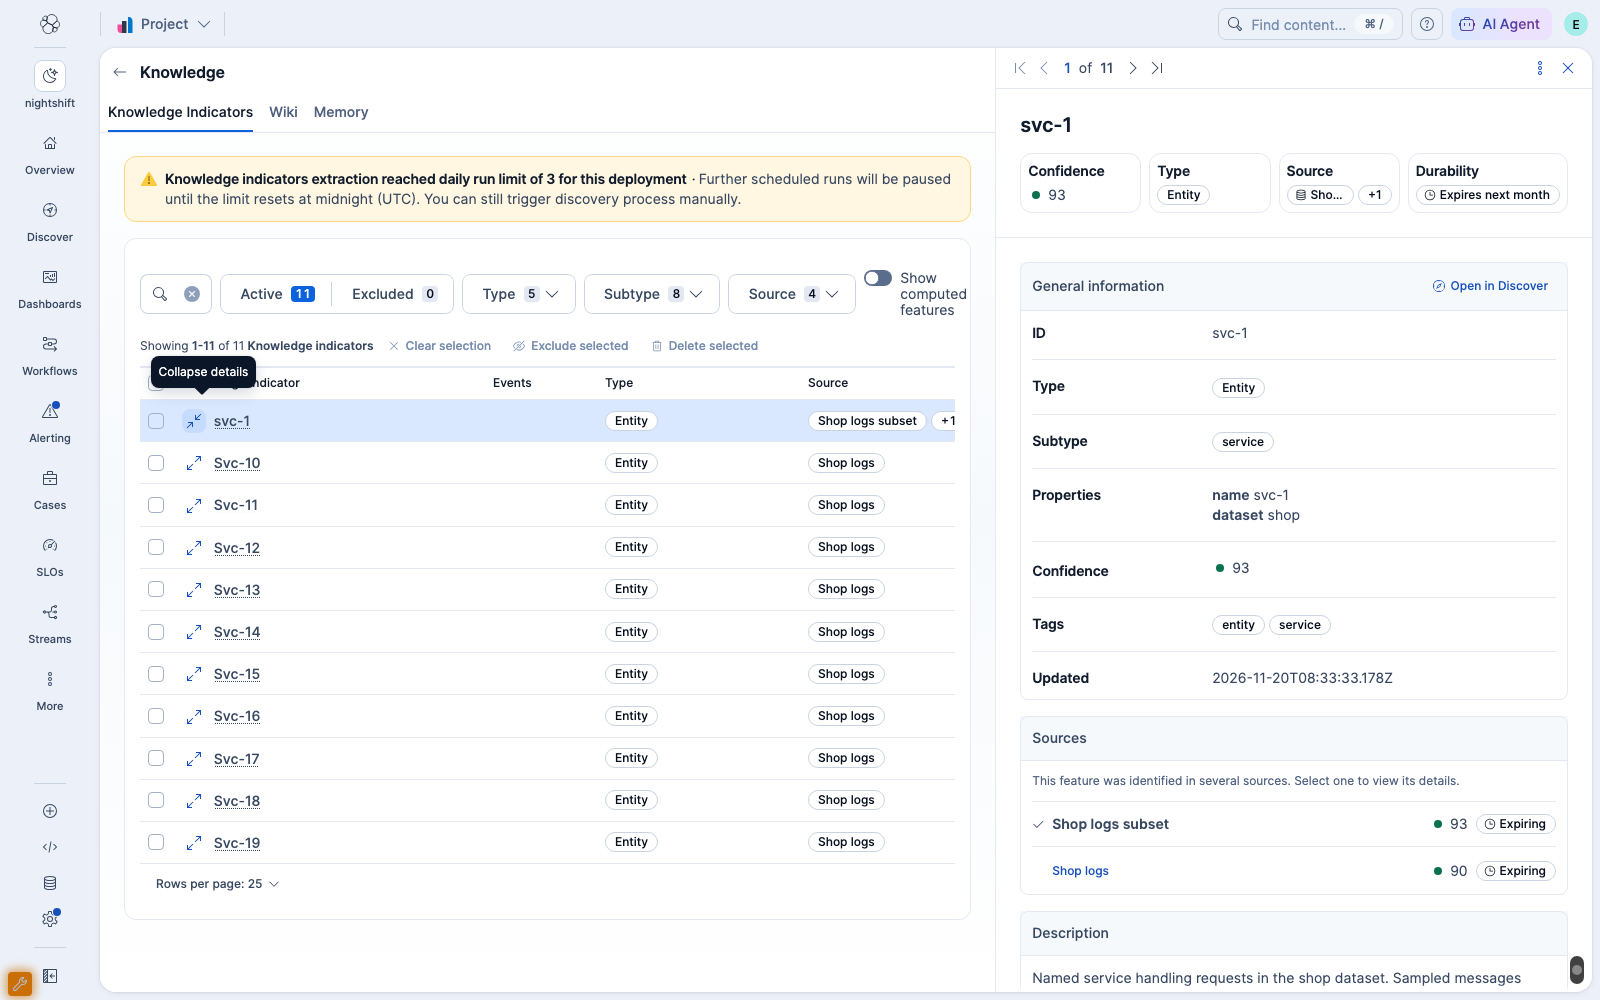 Project
Find content...
⌘ /
AI Agent
E
nightshift
Overview
Discover
Dashboards
Workflows
Alerting
Cases
SLOs
Streams
More
Knowledge
Knowledge Indicators
Wiki
Memory
Knowledge indicators extraction reached daily run limit of 3 for this deployment · Further scheduled runs will be paused
until the limit resets at midnight (UTC). You can still trigger discovery process manually.
Active 11
Excluded 0
Type 5
Subtype 8
Source 4
Show
computed
features
Showing 1-11 of 11 Knowledge indicators
Clear selection
Exclude selected
Delete selected
Collapse details
Events
Type
Source
svc-1 Entity Shop logs subset +1
Svc-10 Entity Shop logs
Svc-11 Entity Shop logs
Svc-12 Entity Shop logs
Svc-13 Entity Shop logs
Svc-14 Entity Shop logs
Svc-15 Entity Shop logs
Svc-16 Entity Shop logs
Svc-17 Entity Shop logs
Svc-18 Entity Shop logs
Svc-19 Entity Shop logs
Rows per page: 25
1 of 11
svc-1
Confidence
93
Type
Entity
Source
Sho... +1
Durability
Expires next month
General information
Open in Discover
ID svc-1
Type Entity
Subtype service
Properties name svc-1
dataset shop
Confidence 93
Tags entity service
Updated 2026-11-20T08:33:33.178Z
Sources
This feature was identified in several sources. Select one to view its details.
Shop logs subset 93 Expiring
Shop logs 90 Expiring
Description
Named service handling requests in the shop dataset. Sampled messages